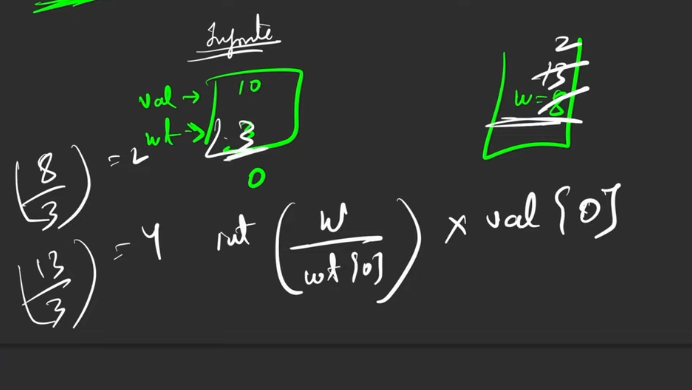 Infinite
val → 10
wt → 3
0
2
13
W = 8
(8/3) = 2
(13/3) = 4
int (W / wt[0]) × val[0]